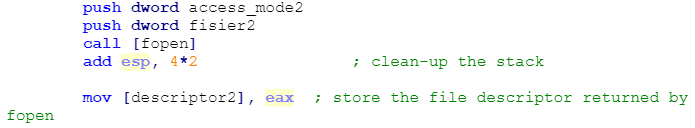 push dword access_mode2
push dword fisier2
call [fopen]
add esp, 4*2 ; clean-up the stack
mov [descriptor2], eax ; store the file descriptor returned by
fopen